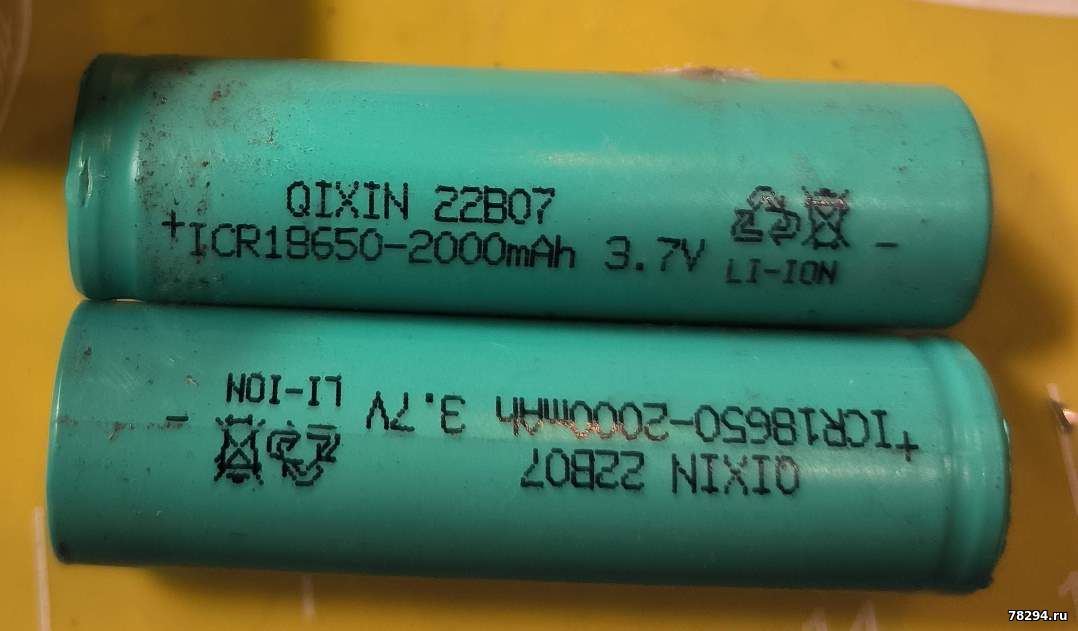 QIXIN 22B07
+ICR18650-2000mAh 3.7V
LI-ION -
+ICR18650-2000mAh 3.7V
QIXIN 22B07
LI-ION -
78294.ru